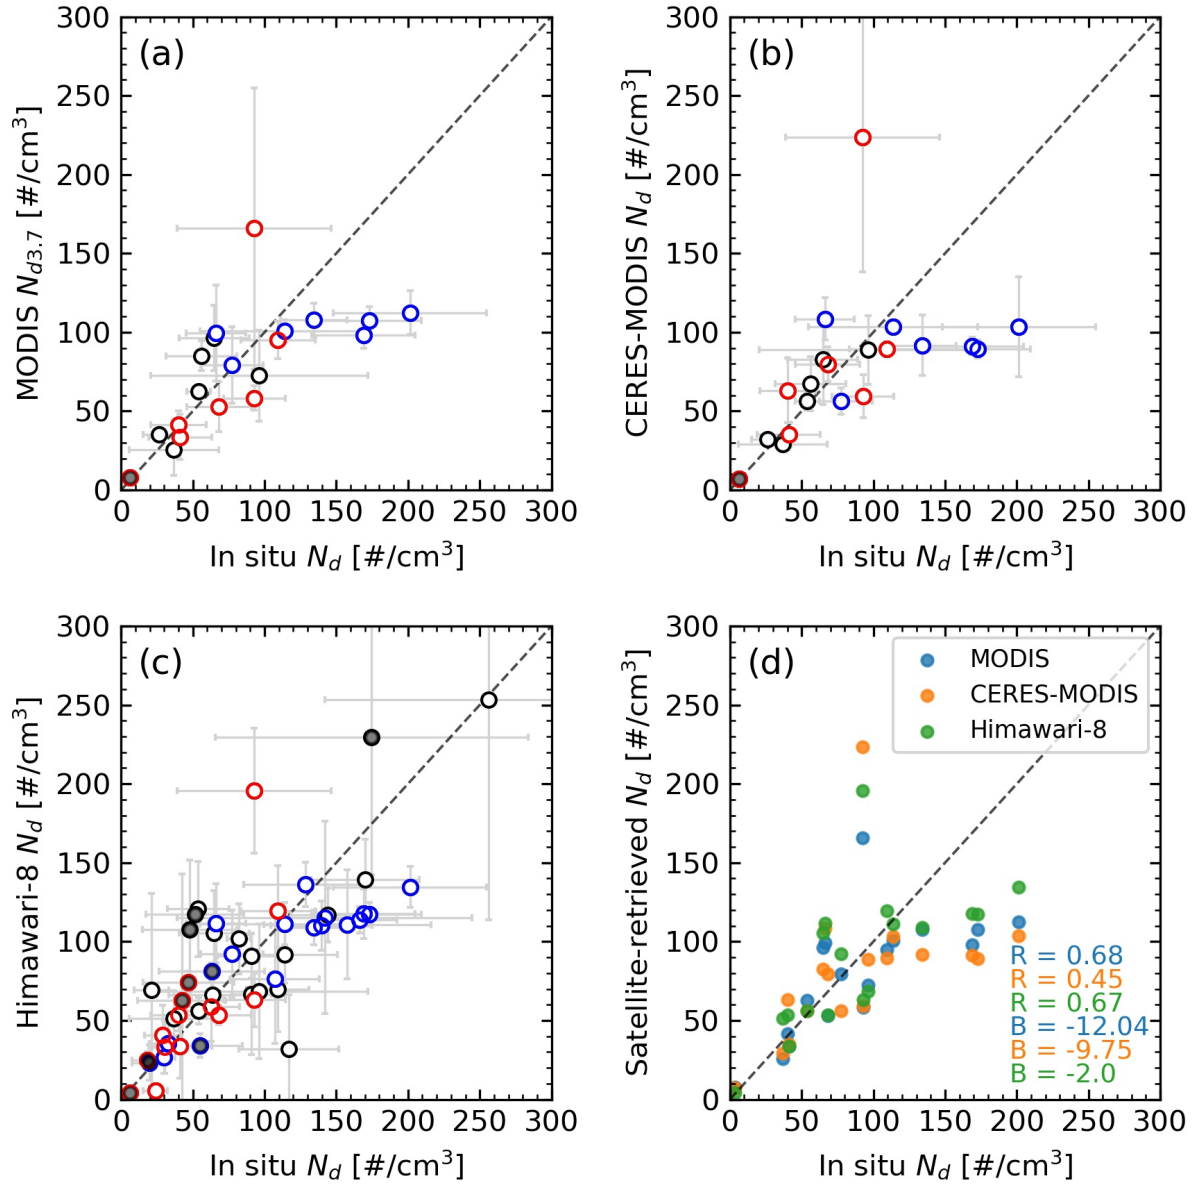 (a)
MODIS N_d3.7 [#/cm³]
300
250
200
150
100
50
0
0 50 100 150 200 250 300
In situ N_d [#/cm³]
(b)
CERES-MODIS N_d [#/cm³]
300
250
200
150
100
50
0
0 50 100 150 200 250 300
In situ N_d [#/cm³]
(c)
Himawari-8 N_d [#/cm³]
300
250
200
150
100
50
0
0 50 100 150 200 250 300
In situ N_d [#/cm³]
(d)
Satellite-retrieved N_d [#/cm³]
300
250
200
150
100
50
0
MODIS
CERES-MODIS
Himawari-8
R = 0.68
R = 0.45
R = 0.67
B = -12.04
B = -9.75
B = -2.0
0 50 100 150 200 250 300
In situ N_d [#/cm³]